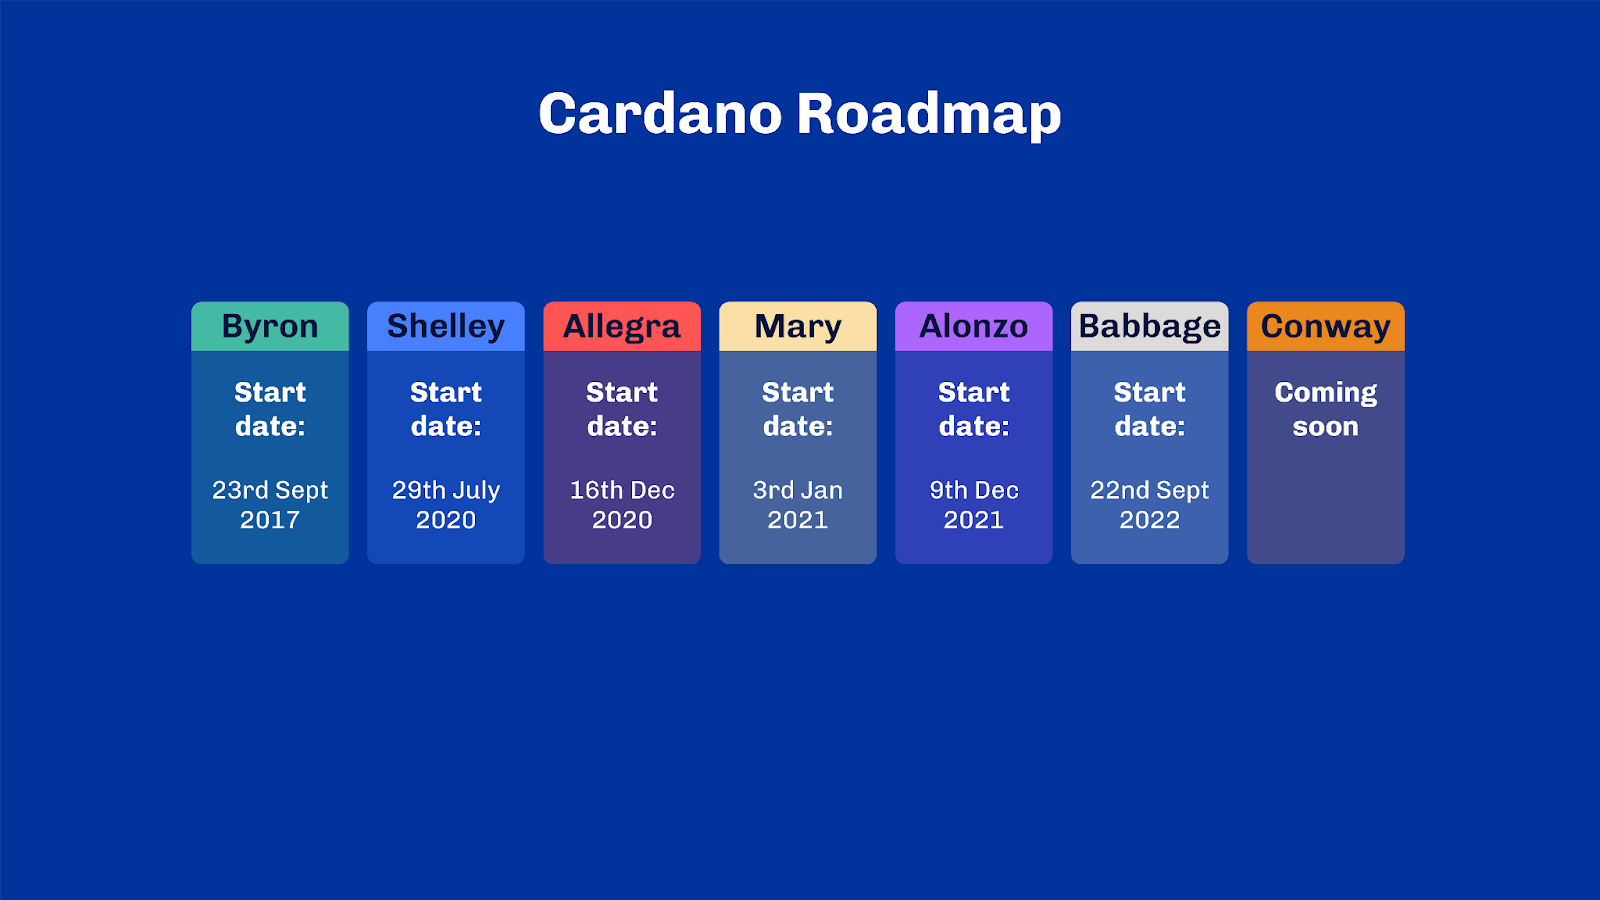 Cardano Roadmap
Byron
Start
date:
23rd Sept
2017
Shelley
Start
date:
29th July
2020
Allegra
Start
date:
16th Dec
2020
Mary
Start
date:
3rd Jan
2021
Alonzo
Start
date:
9th Dec
2021
Babbage
Start
date:
22nd Sept
2022
Conway
Coming
soon